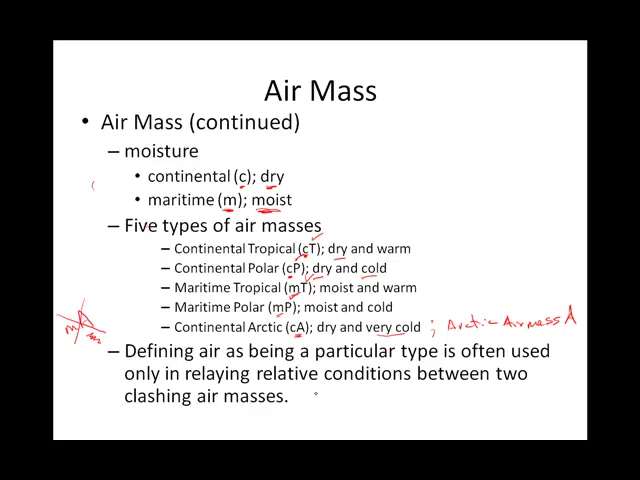 Air Mass
• Air Mass (continued)
– moisture
• continental (c); dry
• maritime (m); moist
– Five types of air masses
– Continental Tropical (cT); dry and warm
– Continental Polar (cP); dry and cold
– Maritime Tropical (mT); moist and warm
– Maritime Polar (mP); moist and cold
– Continental Arctic (cA); dry and very cold ; Arctic Airmass A
mA
– Defining air as being a particular type is often used
only in relaying relative conditions between two
clashing air masses.